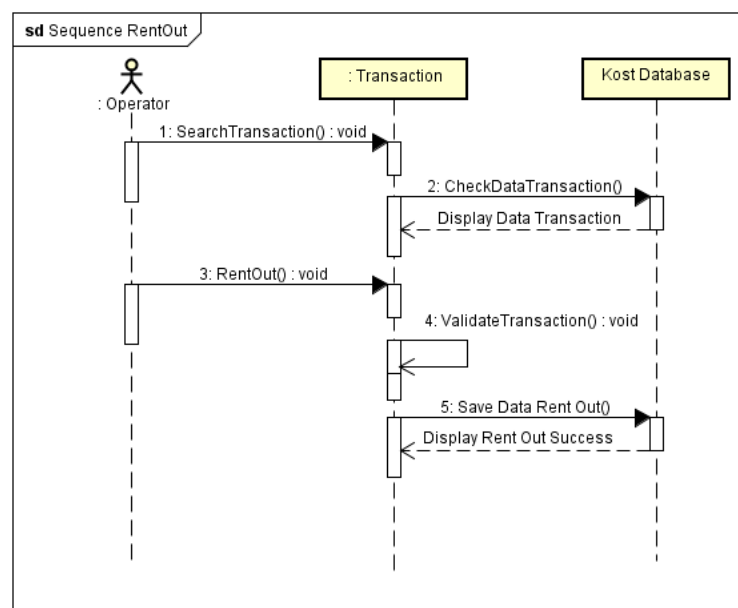 sd Sequence RentOut
: Operator
: Transaction
Kost Database
1: SearchTransaction() : void
2: CheckDataTransaction()
Display Data Transaction
3: RentOut() : void
4: ValidateTransaction() : void
5: Save Data Rent Out()
Display Rent Out Success